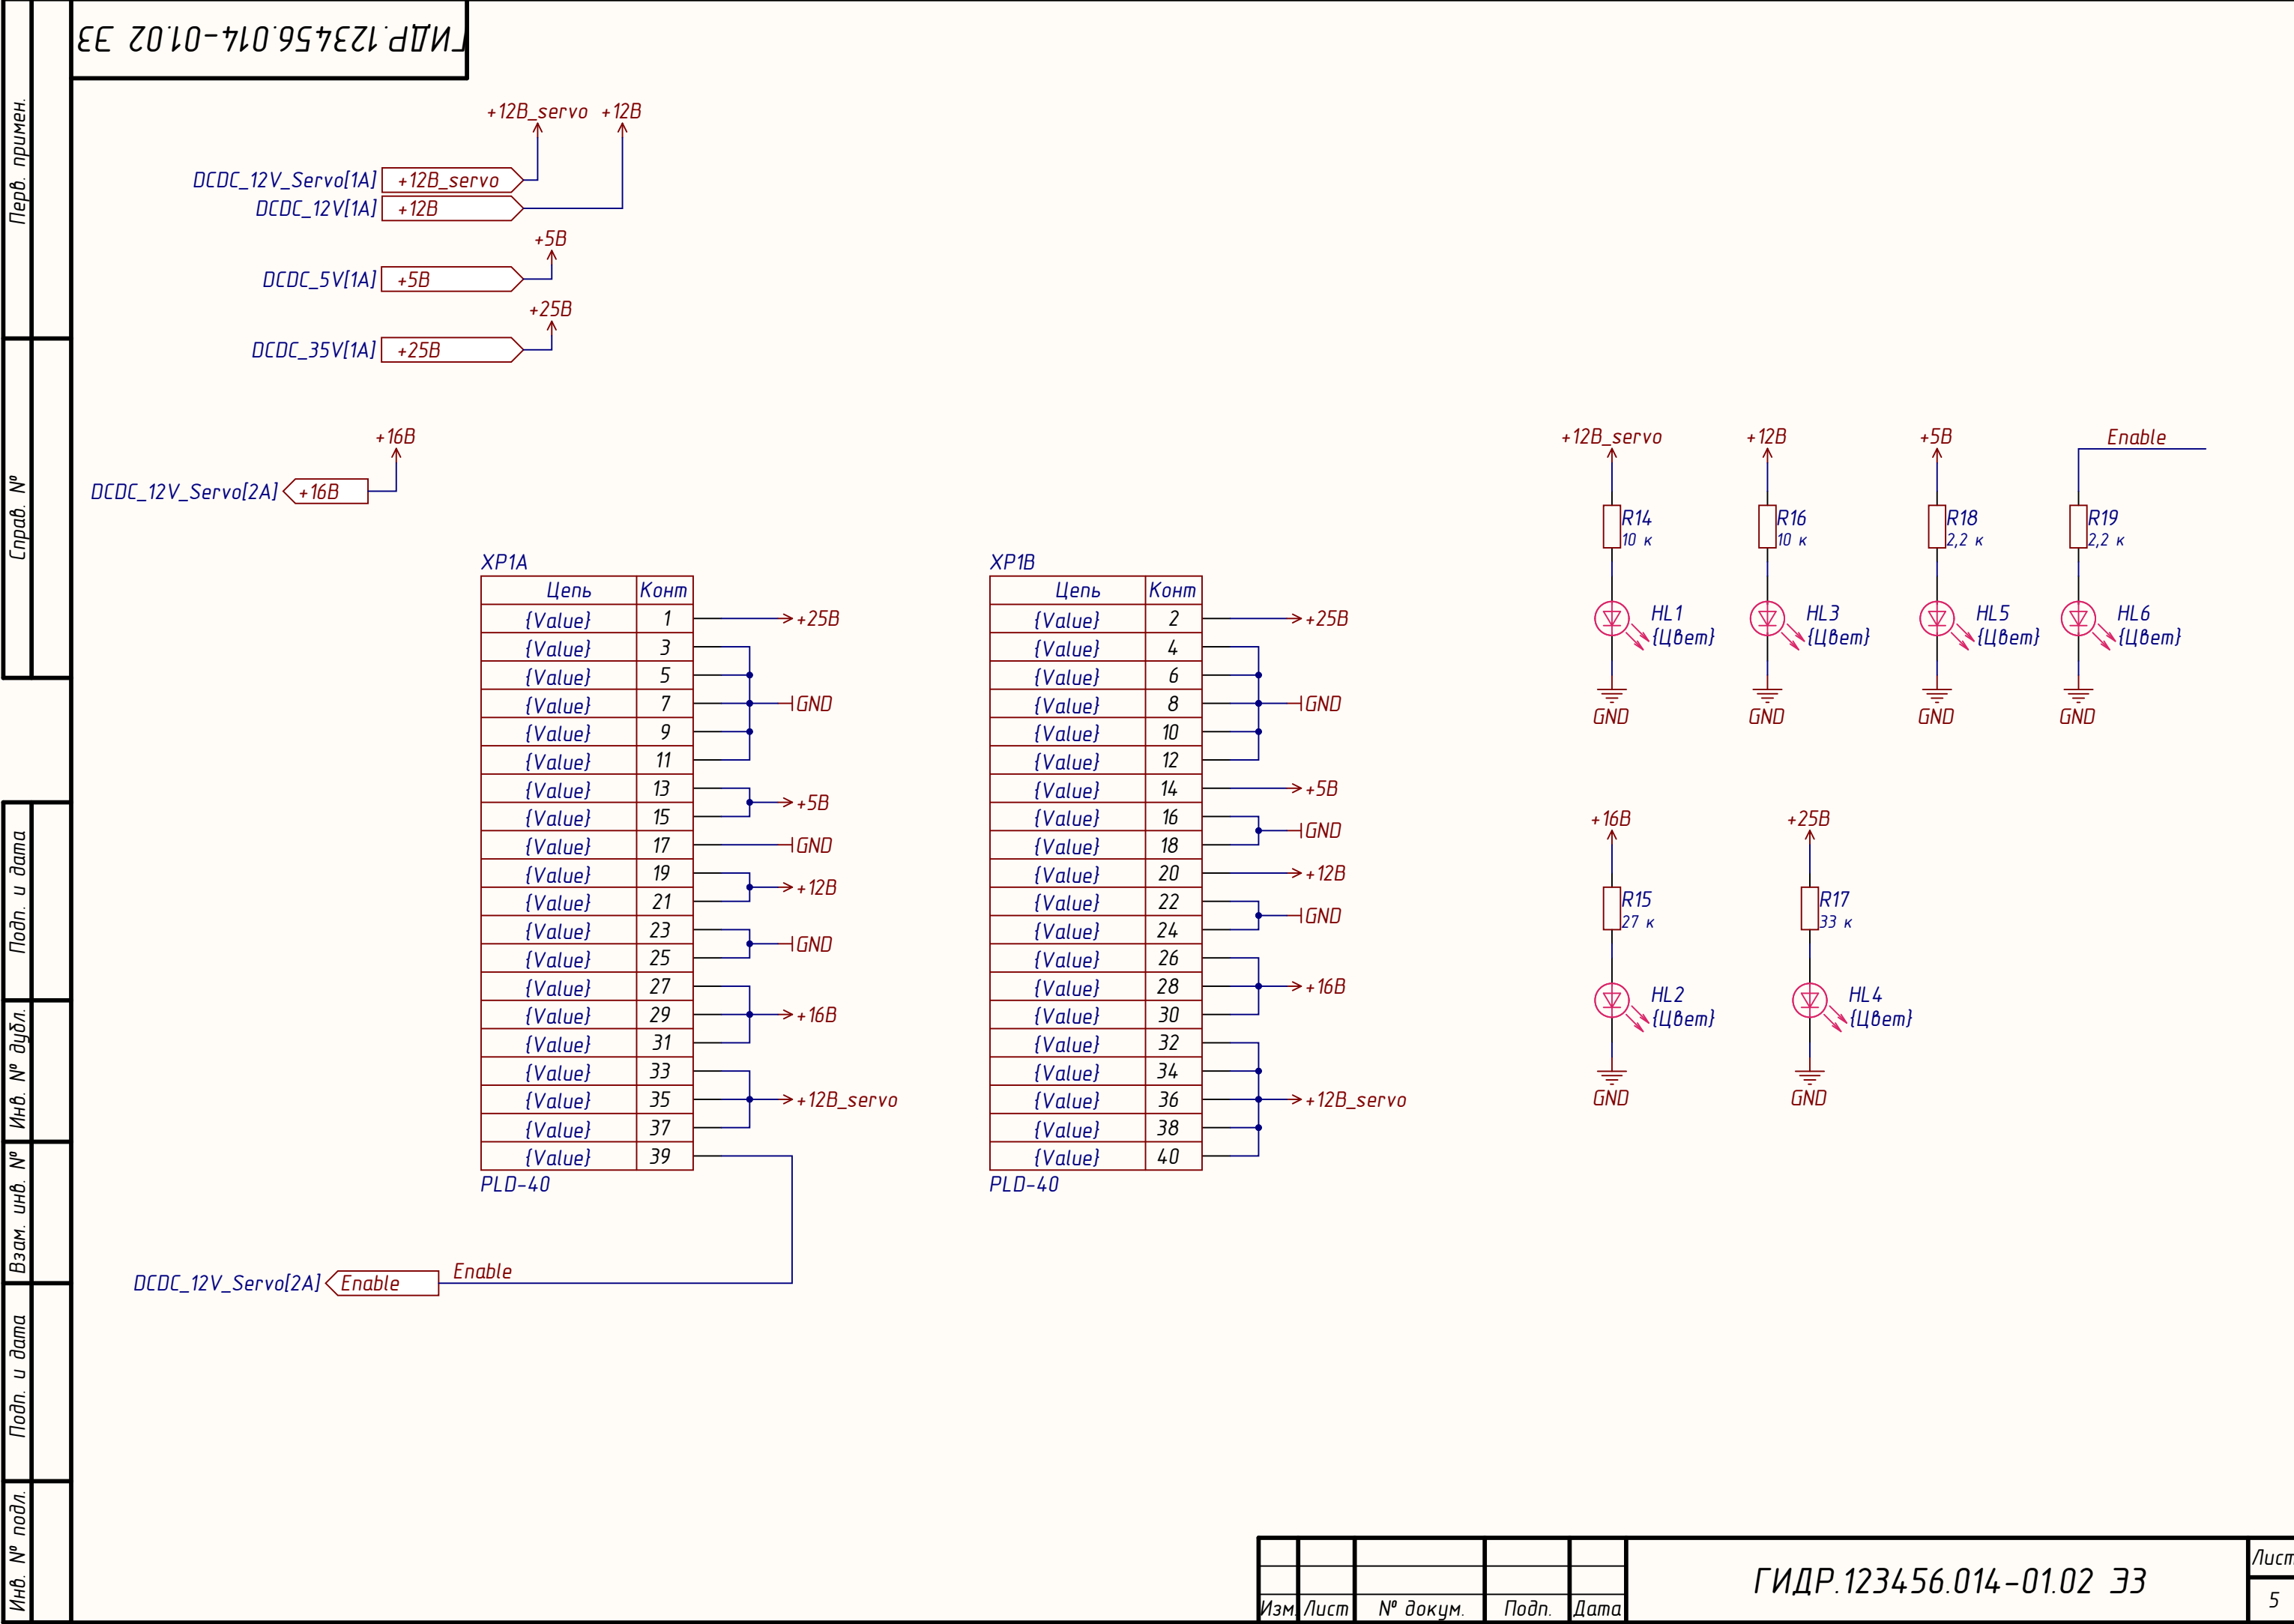 ГИДР.123456.014-01.02 ЭЗ
+12В_servo +12В
DCDC_12V_Servo[1A] +12В_servo
DCDC_12V[1A] +12В
+5В
DCDC_5V[1A] +5В
+25В
DCDC_35V[1A] +25В
+16В
DCDC_12V_Servo[2A] +16В
XP1A
Цепь Конт
{Value} 1 +25В
{Value} 3
{Value} 5
{Value} 7 GND
{Value} 9
{Value} 11
{Value} 13
+5В
{Value} 15
{Value} 17 GND
{Value} 19
+12В
{Value} 21
{Value} 23
GND
{Value} 25
{Value} 27
{Value} 29 +16В
{Value} 31
{Value} 33
{Value} 35 +12В_servo
{Value} 37
{Value} 39
PLD-40
DCDC_12V_Servo[2A] Enable Enable
XP1B
Цепь Конт
{Value} 2 +25В
{Value} 4
{Value} 6
{Value} 8 GND
{Value} 10
{Value} 12
{Value} 14 +5В
{Value} 16
GND
{Value} 18
{Value} 20 +12В
{Value} 22
GND
{Value} 24
{Value} 26
{Value} 28 +16В
{Value} 30
{Value} 32
{Value} 34
{Value} 36 +12В_servo
{Value} 38
{Value} 40
PLD-40
+12В_servo
R14
10 к
HL1
{Цвет}
GND
+12В
R16
10 к
HL3
{Цвет}
GND
+5В
R18
2,2 к
HL5
{Цвет}
GND
Enable
R19
2,2 к
HL6
{Цвет}
GND
+16В
R15
27 к
HL2
{Цвет}
GND
+25В
R17
33 к
HL4
{Цвет}
GND
Перв. примен.
Справ. №
Подп. и дата
Инв. № дубл.
Взам. инв. №
Подп. и дата
Инв. № подл.
Изм. Лист № докум. Подп. Дата
ГИДР.123456.014-01.02 ЭЗ
Лист
5